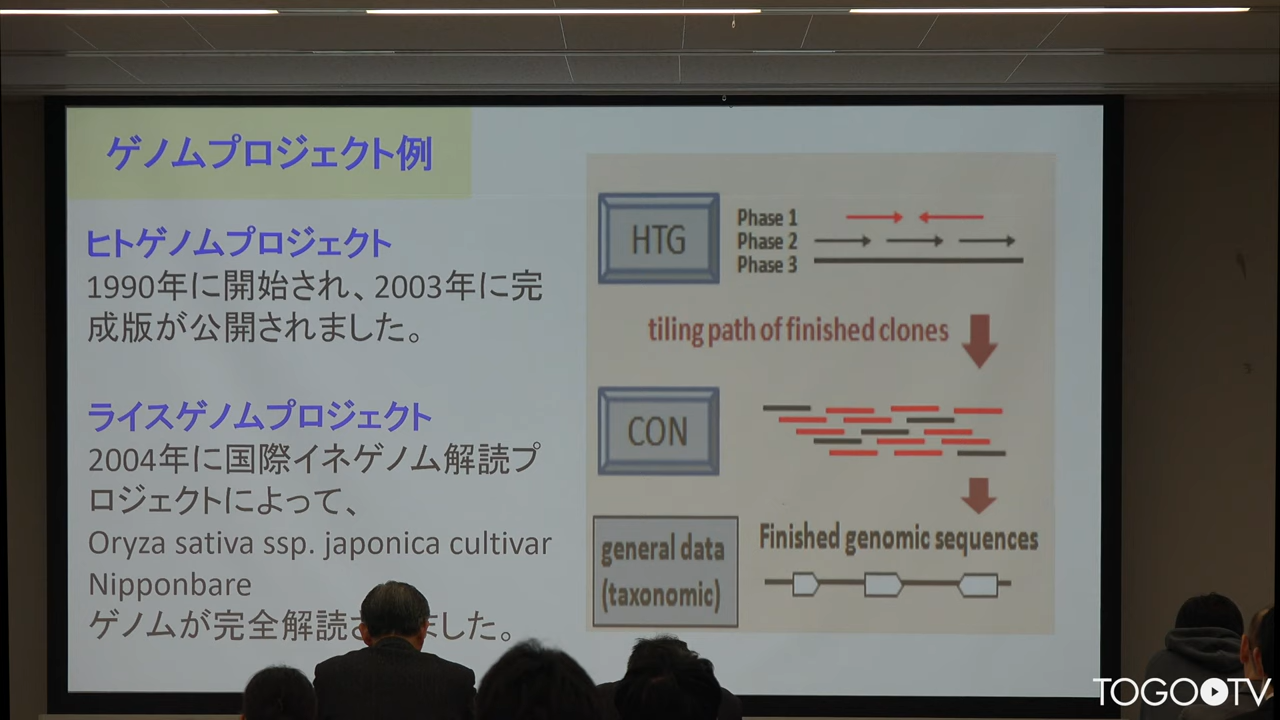 ゲノムプロジェクト例
ヒトゲノムプロジェクト
1990年に開始され、2003年に完
成版が公開されました。
ライスゲノムプロジェクト
2004年に国際イネゲノム解読プ
ロジェクトによって、
Oryza sativa ssp. japonica cultivar
Nipponbare
ゲノムが完全解読さ ました。
HTG
Phase 1
Phase 2
Phase 3
tiling path of finished clones
CON
general data
(taxonomic)
Finished genomic sequences
TOGO TV